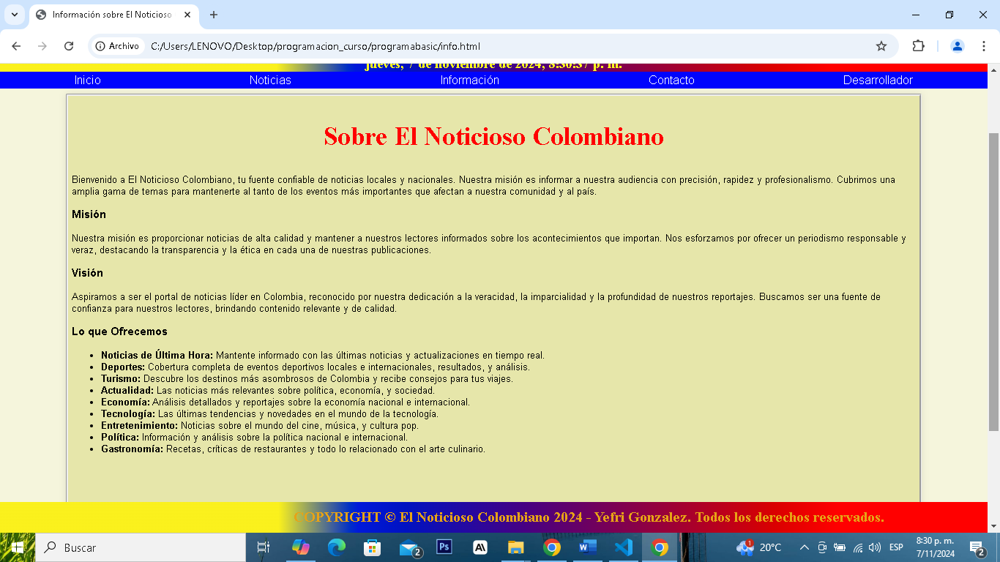 Información sobre El Noticioso
Archivo
C:/Users/LENOVO/Desktop/programacion_curso/programabasic/info.html
jueves, 7 de noviembre de 2024, 8:30:37 p. m.
Inicio Noticias Información Contacto Desarrollador
Sobre El Noticioso Colombiano
Bienvenido a El Noticioso Colombiano, tu fuente confiable de noticias locales y nacionales. Nuestra misión es informar a nuestra audiencia con precisión, rapidez y profesionalismo. Cubrimos una
amplia gama de temas para mantenerte al tanto de los eventos más importantes que afectan a nuestra comunidad y al país.
Misión
Nuestra misión es proporcionar noticias de alta calidad y mantener a nuestros lectores informados sobre los acontecimientos que importan. Nos esforzamos por ofrecer un periodismo responsable y
veraz, destacando la transparencia y la ética en cada una de nuestras publicaciones.
Visión
Aspiramos a ser el portal de noticias líder en Colombia, reconocido por nuestra dedicación a la veracidad, la imparcialidad y la profundidad de nuestros reportajes. Buscamos ser una fuente de
confianza para nuestros lectores, brindando contenido relevante y de calidad.
Lo que Ofrecemos
• Noticias de Última Hora: Mantente informado con las últimas noticias y actualizaciones en tiempo real.
• Deportes: Cobertura completa de eventos deportivos locales e internacionales, resultados, y análisis.
• Turismo: Descubre los destinos más asombrosos de Colombia y recibe consejos para tus viajes.
• Actualidad: Las noticias más relevantes sobre política, economía, y sociedad.
• Economía: Análisis detallados y reportajes sobre la economía nacional e internacional.
• Tecnología: Las últimas tendencias y novedades en el mundo de la tecnología.
• Entretenimiento: Noticias sobre el mundo del cine, música, y cultura pop.
• Política: Información y análisis sobre la política nacional e internacional.
• Gastronomía: Recetas, críticas de restaurantes y todo lo relacionado con el arte culinario.
COPYRIGHT © El Noticioso Colombiano 2024 - Yefri Gonzalez. Todos los derechos reservados.
Buscar
2
Ps
A\
W
1
20°C
ESP
8:30 p. m.
7/11/2024
2